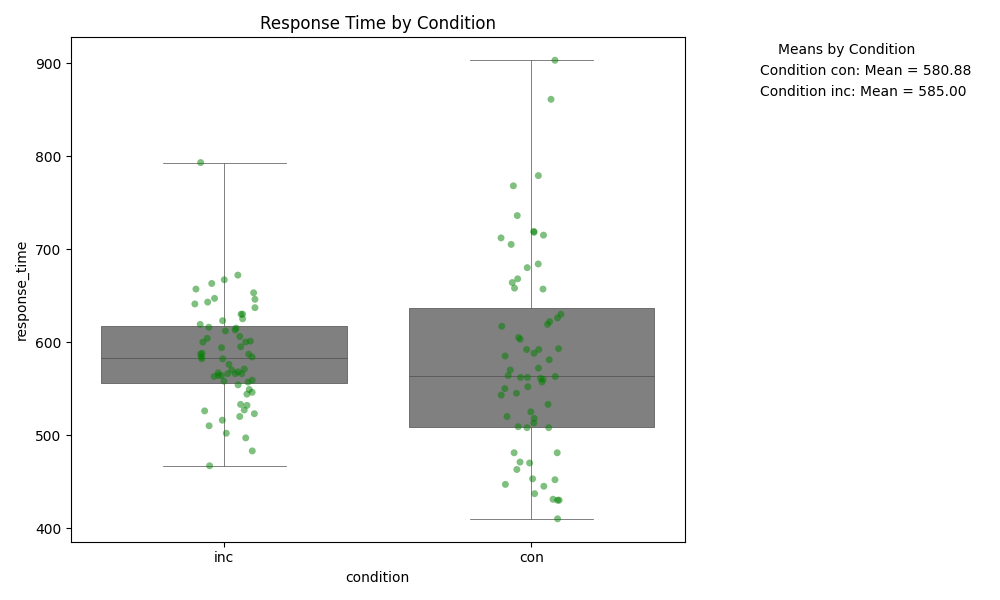 Response Time by Condition
Means by Condition
Condition con: Mean = 580.88
Condition inc: Mean = 585.00
900
800
700
600
500
400
response_time
inc
con
condition